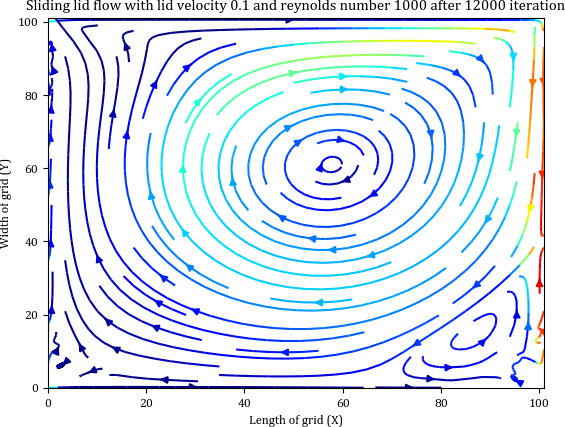 Sliding lid flow with lid velocity 0.1 and reynolds number 1000 after 12000 iteration
100
80
60
40
20
0
Width of grid (Y)
0 20 40 60 80 100
Length of grid (X)